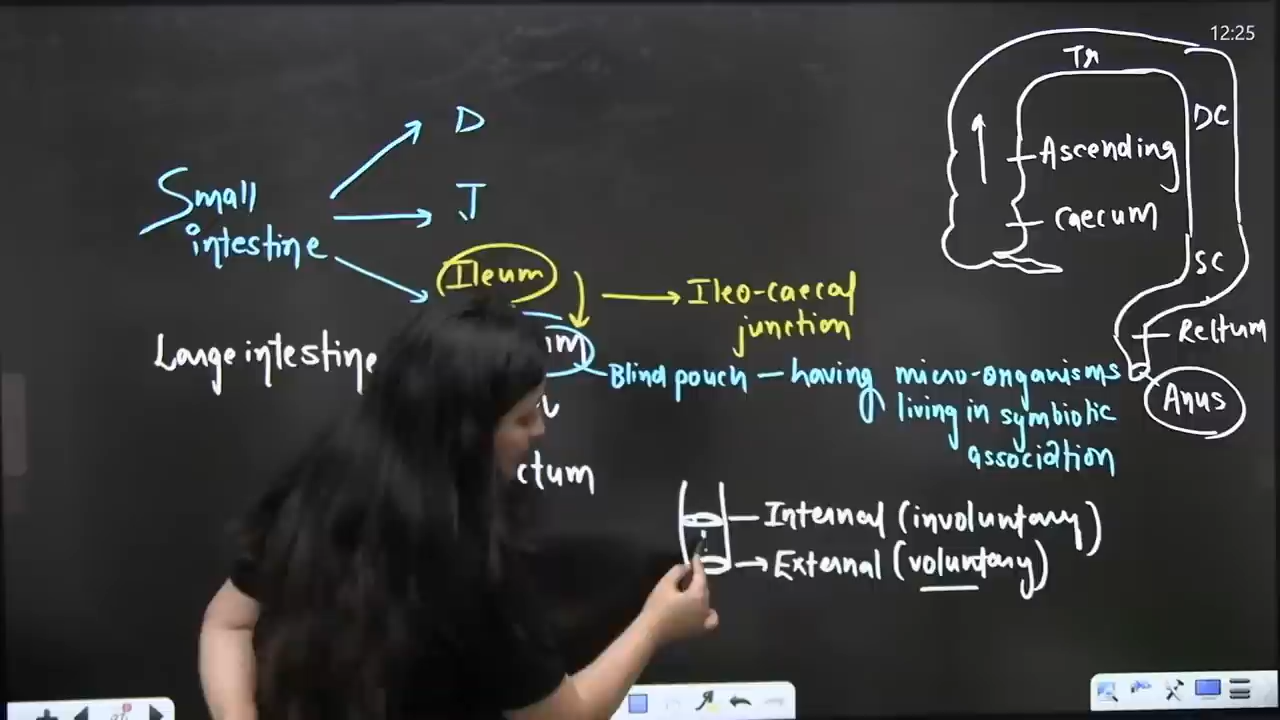 12:25
D
Small
intestine
J
Ileum
Ileo-caecal
junction
Large intestine
Blind pouch — having micro-organisms
living in symbiotic
association
Internal (involuntary)
External (voluntary)
Tr
DC
Ascending
Caecum
SC
Rectum
Anus